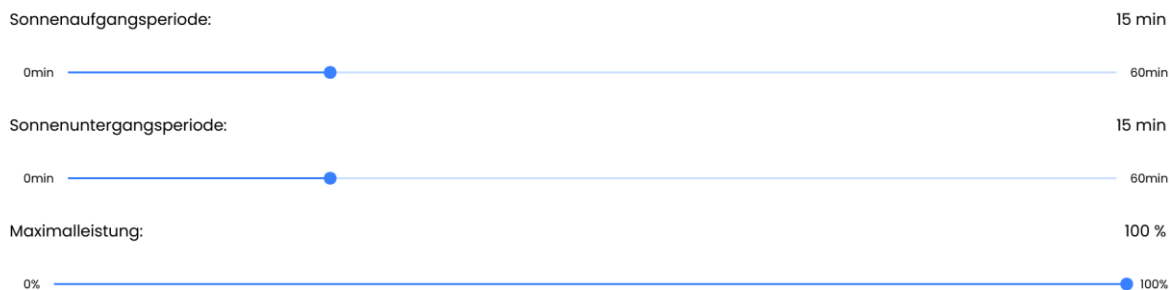 Sonnenaufgangsperiode: 15 min
0min 60min
Sonnenuntergangsperiode: 15 min
0min 60min
Maximalleistung: 100 %
0% 100%